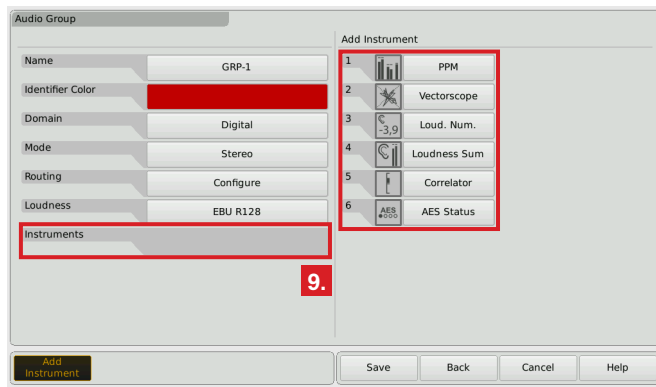 Audio Group
Add Instrument
Name
GRP-1
Identifier Color
Domain
Digital
Mode
Stereo
Routing
Configure
Loudness
EBU R128
Instruments
1
PPM
2
Vectorscope
3
-3,9
Loud. Num.
4
Loudness Sum
5
Correlator
6
AES
AES Status
9.
Add
Instrument
Save
Back
Cancel
Help